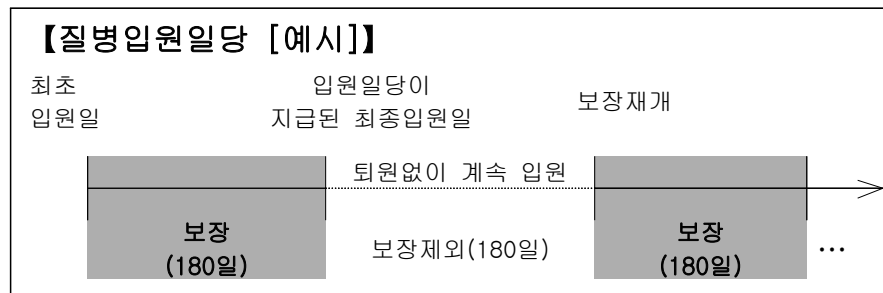 【질병입원일당 [예시]】
최초
입원일
입원일당이
지급된 최종입원일
보장재개
퇴원없이 계속 입원
보장
(180일)
보장제외(180일)
보장
(180일)
…